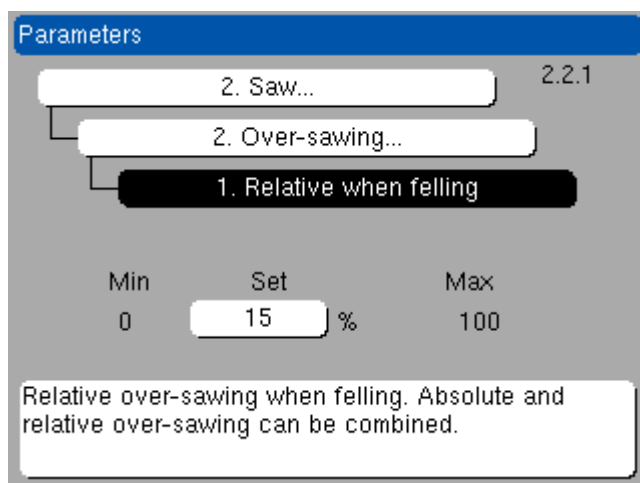 Parameters
2. Saw... 2.2.1
2. Over-sawing...
1. Relative when felling
Min Set Max
0 15 % 100
Relative over-sawing when felling. Absolute and
relative over-sawing can be combined.